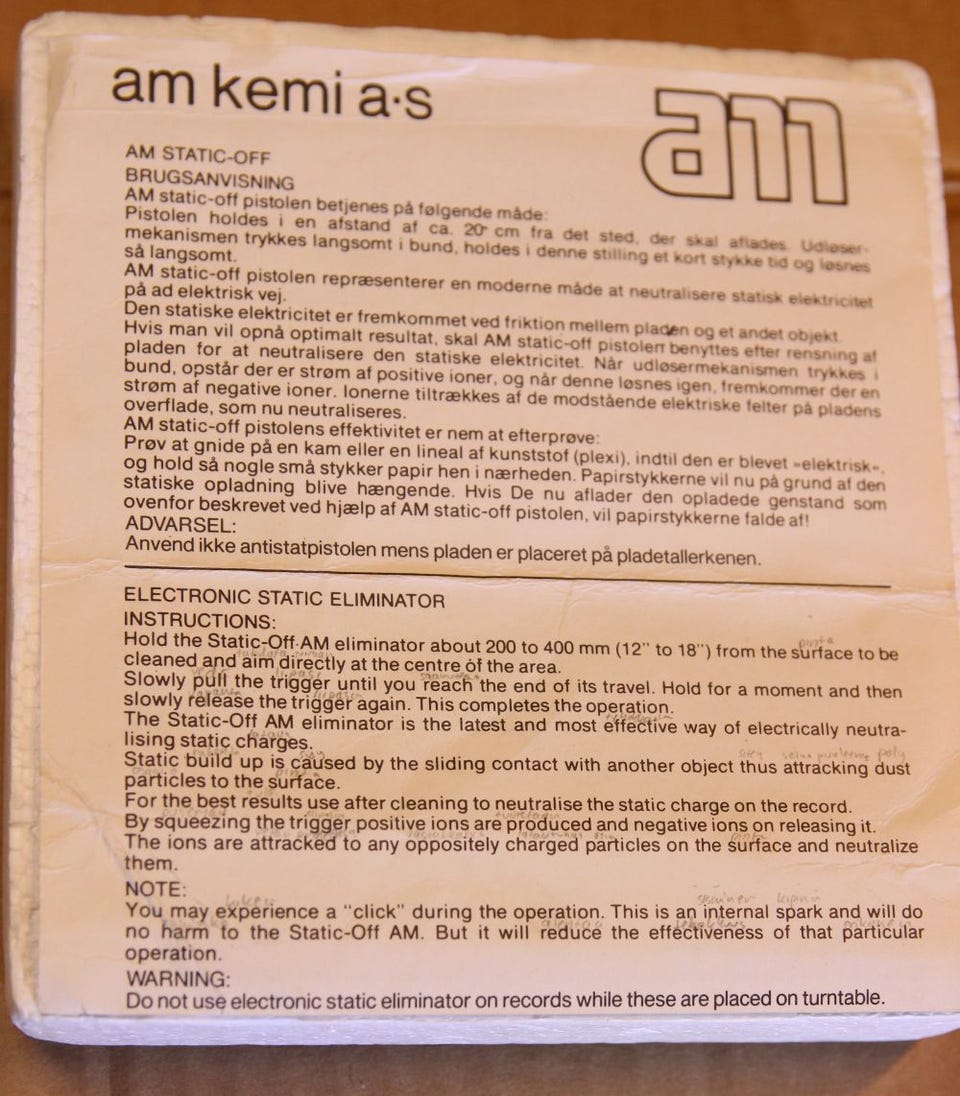 am kemi a·s
am
AM STATIC-OFF
BRUGSANVISNING
AM static-off pistolen betjenes på følgende måde:
Pistolen holdes i en afstand af ca. 20 cm fra det sted, der skal aflades. Udløser-
mekanismen trykkes langsomt i bund, holdes i denne stilling et kort stykke tid og løsnes
så langsomt.
AM static-off pistolen repræsenterer en moderne måde at neutralisere statisk elektricitet
på ad elektrisk vej.
Den statiske elektricitet er fremkommet ved friktion mellem pladen og et andet objekt.
Hvis man vil opnå optimalt resultat, skal AM static-off pistolen benyttes efter rensning af
pladen for at neutralisere den statiske elektricitet. Når udløsermekanismen trykkes i
bund, opstår der er strøm af positive ioner, og når denne løsnes igen, fremkommer der en
strøm af negative ioner. Ionerne tiltrækkes af de modstående elektriske felter på pladens
overflade, som nu neutraliseres.
AM static-off pistolens effektivitet er nem at efterprøve:
Prøv at gnide på en kam eller en lineal af kunststof (plexi), indtil den er blevet »elektrisk«,
og hold så nogle små stykker papir hen i nærheden. Papirstykkerne vil nu på grund af den
statiske opladning blive hængende. Hvis De nu aflader den opladede genstand som
ovenfor beskrevet ved hjælp af AM static-off pistolen, vil papirstykkerne falde af!
ADVARSEL:
Anvend ikke antistatpistolen mens pladen er placeret på pladetallerkenen.
ELECTRONIC STATIC ELIMINATOR
INSTRUCTIONS:
Hold the Static-Off AM eliminator about 200 to 400 mm (12" to 18") from the surface to be
cleaned and aim directly at the centre of the area.
Slowly pull the trigger until you reach the end of its travel. Hold for a moment and then
slowly release the trigger again. This completes the operation.
The Static-Off AM eliminator is the latest and most effective way of electrically neutra-
lising static charges.
Static build up is caused by the sliding contact with another object thus attracking dust
particles to the surface.
For the best results use after cleaning to neutralise the static charge on the record.
By squeezing the trigger positive ions are produced and negative ions on releasing it.
The ions are attracked to any oppositely charged particles on the surface and neutralize
them.
NOTE:
You may experience a "click" during the operation. This is an internal spark and will do
no harm to the Static-Off AM. But it will reduce the effectiveness of that particular
operation.
WARNING:
Do not use electronic static eliminator on records while these are placed on turntable.